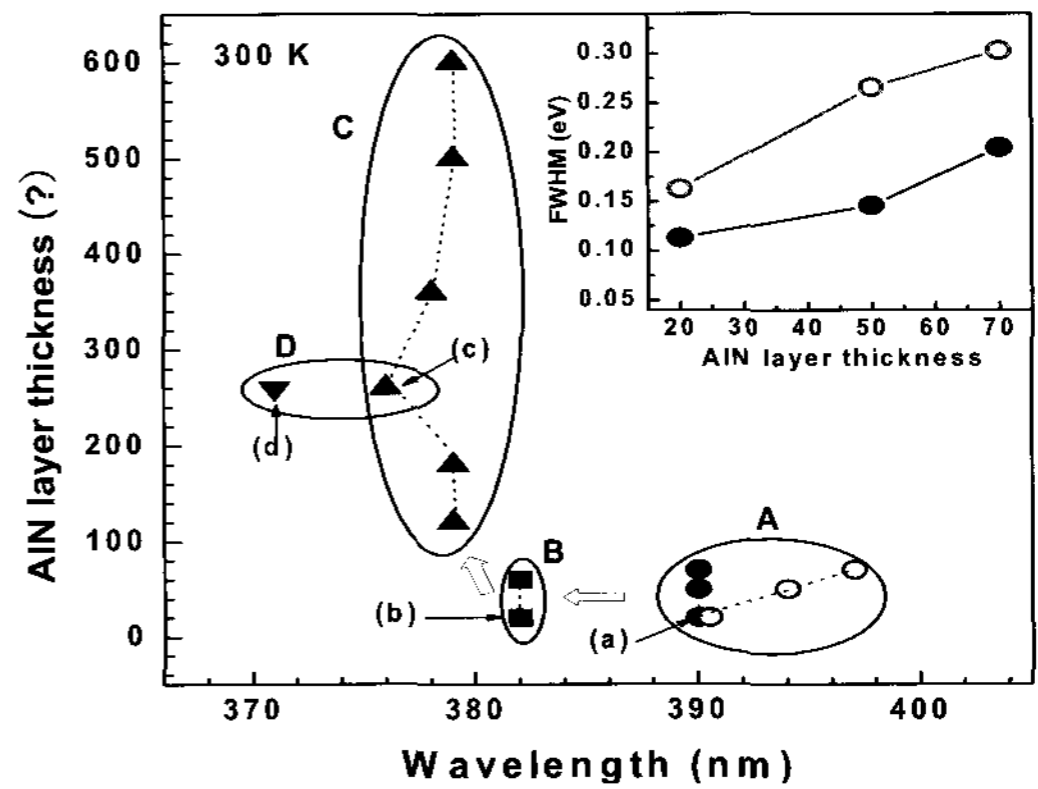 300 K
C
D
(c)
(d)
B
(b)
A
(a)
600
500
400
300
200
100
0
AlN layer thickness (?)
370
380
390
400
Wavelength (nm)
0.30
0.25
0.20
0.15
0.10
0.05
FWHM (eV)
20
30
40
50
60
70
AlN layer thickness